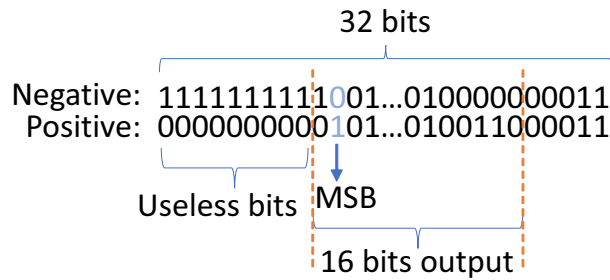 32 bits
Negative: 1111111111001...010000000011
Positive: 0000000000101...010011000011
Useless bits
MSB
16 bits output